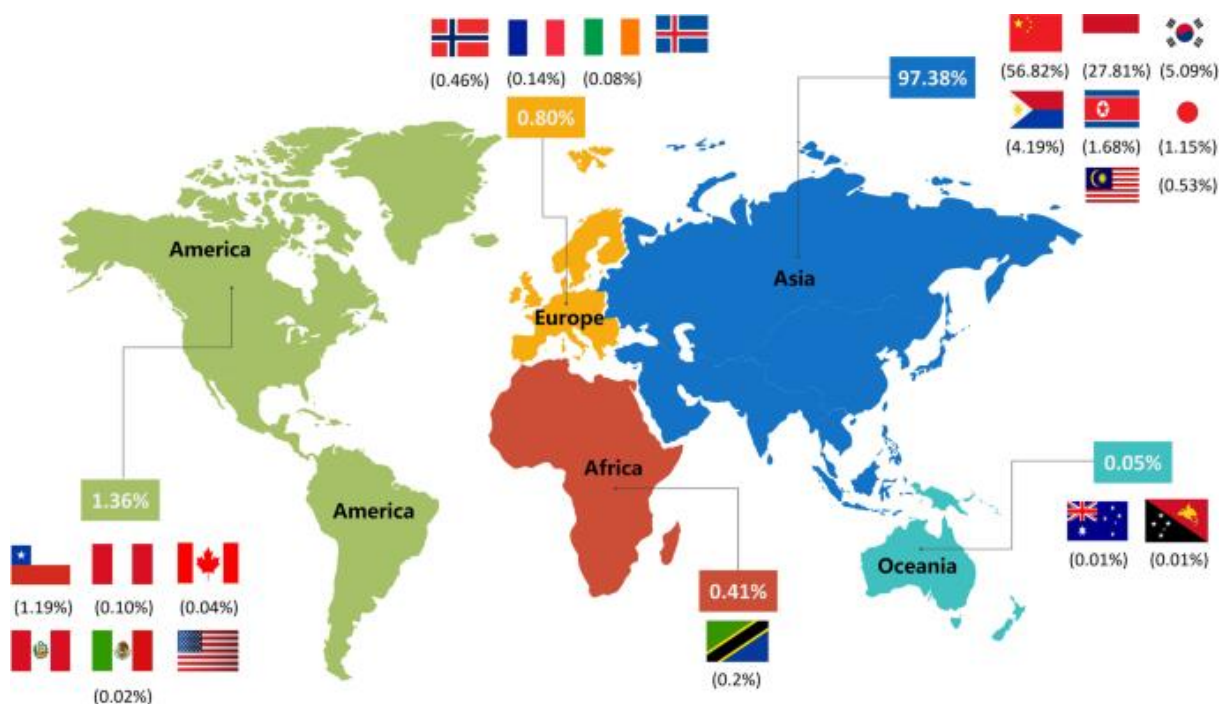 (0.46%) (0.14%) (0.08%)
0.80%
97.38%
(56.82%) (27.81%) (5.09%)
(4.19%) (1.68%) (1.15%)
(0.53%)
America
Asia
Europe
Africa
America
Oceania
1.36%
(1.19%) (0.10%) (0.04%)
(0.02%)
0.41%
(0.2%)
0.05%
(0.01%) (0.01%)